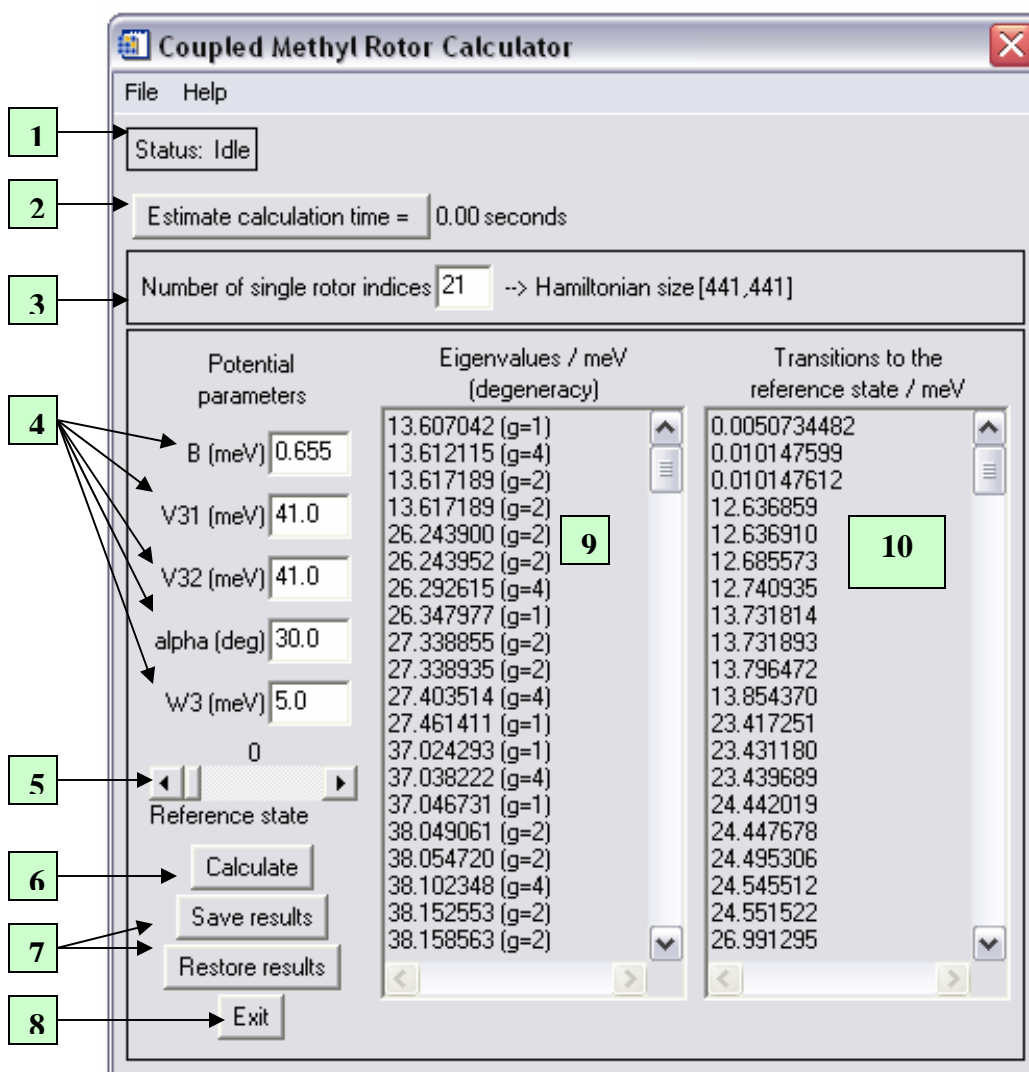 Coupled Methyl Rotor Calculator
File Help
1
Status: Idle
2
Estimate calculation time = 0.00 seconds
3
Number of single rotor indices 21 --> Hamiltonian size [441,441]
Potential
parameters
4
B (meV) 0.655
V31 (meV) 41.0
V32 (meV) 41.0
alpha (deg) 30.0
W3 (meV) 5.0
0
5
Reference state
6
Calculate
7
Save results
Restore results
8
Exit
Eigenvalues / meV
(degeneracy)
13.607042 (g=1)
13.612115 (g=4)
13.617189 (g=2)
13.617189 (g=2)
26.243900 (g=2)
26.243952 (g=2)
26.292615 (g=4)
26.347977 (g=1)
27.338855 (g=2)
27.338935 (g=2)
27.403514 (g=4)
27.461411 (g=1)
37.024293 (g=1)
37.038222 (g=4)
37.046731 (g=1)
38.049061 (g=2)
38.054720 (g=2)
38.102348 (g=4)
38.152553 (g=2)
38.158563 (g=2)
9
Transitions to the
reference state / meV
0.0050734482
0.010147599
0.010147612
12.636859
12.636910
12.685573
12.740935
13.731814
13.731893
13.796472
13.854370
23.417251
23.431180
23.439689
24.442019
24.447678
24.495306
24.545512
24.551522
26.991295
10